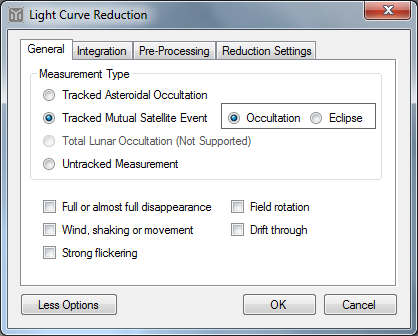 Light Curve Reduction
General Integration Pre-Processing Reduction Settings
Measurement Type
Tracked Asteroidal Occultation
Tracked Mutual Satellite Event Occultation Eclipse
Total Lunar Occultation (Not Supported)
Untracked Measurement
Full or almost full disappearance Field rotation
Wind, shaking or movement Drift through
Strong flickering
Less Options OK Cancel